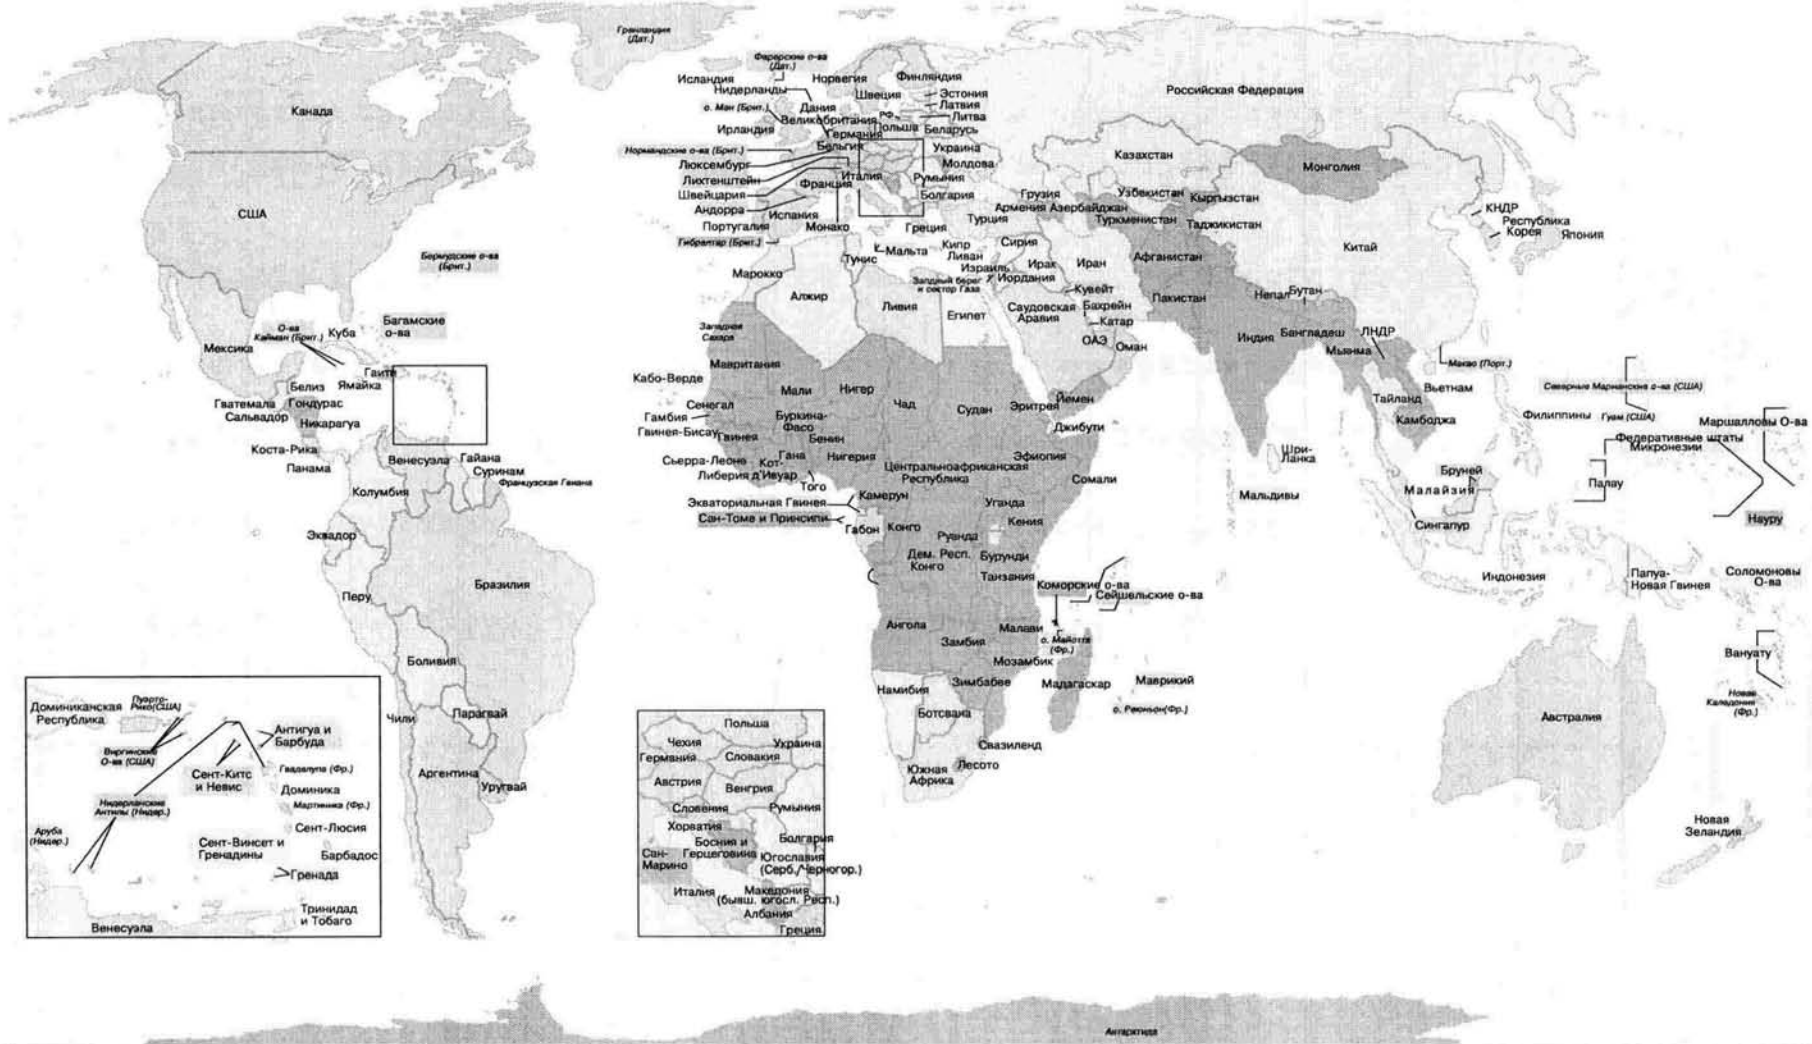 Гренландия
(Дат.)
Канада
США
Бермудские о-ва
(Брит.)
Мексика
О-ва
Кайман (Брит.)
Куба
Багамские
о-ва
Гаити
Ямайка
Белиз
Гватемала
Гондурас
Сальвадор
Никарагуа
Коста-Рика
Панама
Венесуэла
Гайана
Суринам
Французская Гвиана
Колумбия
Эквадор
Перу
Бразилия
Боливия
Парагвай
Чили
Аргентина
Уругвай
Фарерские о-ва
(Дат.)
Исландия
Норвегия
Финляндия
Нидерланды
Швеция
Эстония
о. Ман (Брит.)
Дания
Латвия
Великобритания
РФ
Литва
Ирландия
Германия
Польша
Беларусь
Нормандские о-ва (Брит.)
Бельгия
Украина
Люксембург
Молдова
Лихтенштейн
Франция
Италия
Румыния
Швейцария
Болгария
Андорра
Испания
Португалия
Монако
Греция
Гибралтар (Брит.)
Российская Федерация
Казахстан
Монголия
Грузия
Узбекистан
Кыргызстан
Армения
Азербайджан
Туркменистан
Таджикистан
Турция
КНДР
Республика
Корея
Япония
Китай
Мальта
Кипр
Ливан
Сирия
Израиль
Ирак
Иран
Иордания
Западный берег
и сектор Газа
Кувейт
Афганистан
Пакистан
Непал
Бутан
Саудовская
Аравия
Бахрейн
Катар
ОАЭ
Оман
Йемен
Индия
Бангладеш
ЛНДР
Мьянма
Макао (Порт.)
Таиланд
Вьетнам
Камбоджа
Филиппины
Северные Марианские о-ва (США)
Гуам (США)
Маршалловы О-ва
Федеративные штаты
Микронезии
Палау
Шри-
Ланка
Мальдивы
Бруней
Малайзия
Сингапур
Науру
Индонезия
Папуа-
Новая Гвинея
Соломоновы
О-ва
Вануату
Новая
Каледония
(Фр.)
Австралия
Новая
Зеландия
Марокко
Тунис
Алжир
Ливия
Египет
Западная
Сахара
Мавритания
Кабо-Верде
Мали
Нигер
Чад
Судан
Эритрея
Джибути
Сенегал
Гамбия
Гвинея-Бисау
Гвинея
Буркина-
Фасо
Бенин
Сьерра-Леоне
Либерия
Кот-
д'Ивуар
Гана
Того
Нигерия
Центральноафриканская
Республика
Эфиопия
Сомали
Экваториальная Гвинея
Камерун
Сан-Томе и Принсипи
Габон
Конго
Уганда
Кения
Руанда
Дем. Респ.
Конго
Бурунди
Танзания
Коморские о-ва
Сейшельские о-ва
Ангола
Замбия
Малави
о. Майотта
(Фр.)
Мозамбик
Зимбабве
Мадагаскар
Маврикий
о. Реюньон(Фр.)
Намибия
Ботсвана
Свазиленд
Южная
Африка
Лесото
Доминиканская
Республика
Пуэрто-
Рико(США)
Виргинские
О-ва (США)
Антигуа и
Барбуда
Сент-Китс
и Невис
Гваделупа (Фр.)
Доминика
Нидерланские
Антилы (Нидер.)
Мартиника (Фр.)
Аруба
(Нидер.)
Сент-Люсия
Сент-Винсет и
Гренадины
Барбадос
Гренада
Тринидад
и Тобаго
Венесуэла
Польша
Чехия
Украина
Германия
Словакия
Австрия
Венгрия
Словения
Румыния
Хорватия
Босния и
Герцеговина
Болгария
Сан-
Марино
Югославия
(Серб./Черногор.)
Италия
Македония
(бывш. югосл. Респ.)
Албания
Греция
Антарктида